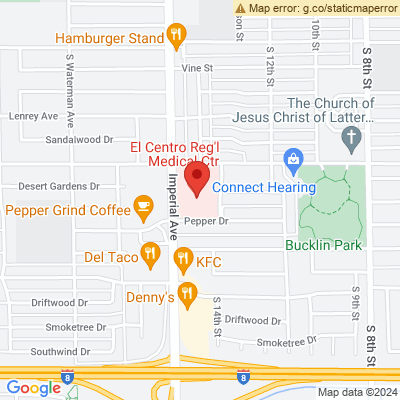 Map error: g.co/staticmaperror
Hamburger Stand
Vine St
son St
S 12th St
10th St
S 8th St
S Waterman Ave
Lenrey Ave
Sandalwood Dr
The Church of
Jesus Christ of Latter...
El Centro Reg'l
Medical Ctr
Desert Gardens Dr
Connect Hearing
Pepper Grind Coffee
Imperial Ave
Pepper Dr
Bucklin Park
Del Taco
KFC
Denny's
Driftwood Dr
S 14th St
S 9th St
Smoketree Dr
Driftwood Dr
S 8th St
Southwind Dr
Smoketree Dr
8
8
Google
Map data ©2024